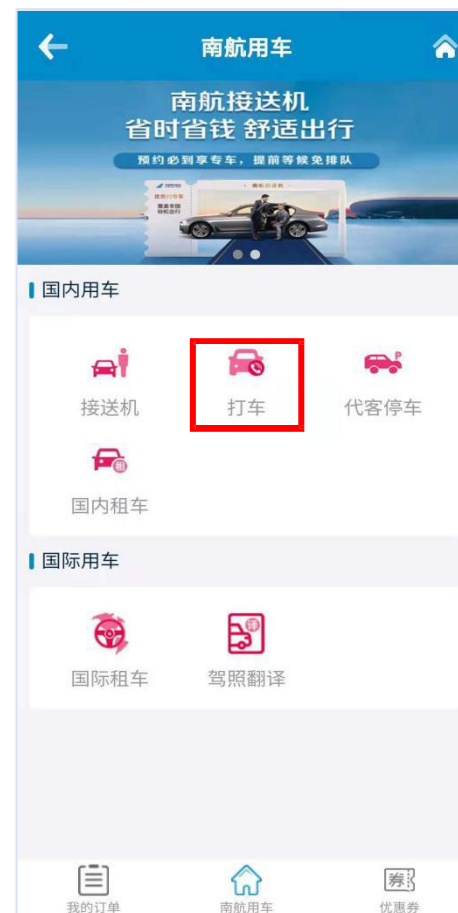 南航用车
南航接送机
省时省钱 舒适出行
预约必到享专车，提前等候免排队
国内用车
接送机
打车
代客停车
租
国内租车
国际用车
译
国际租车
驾照翻译
券
我的订单
南航用车
优惠券